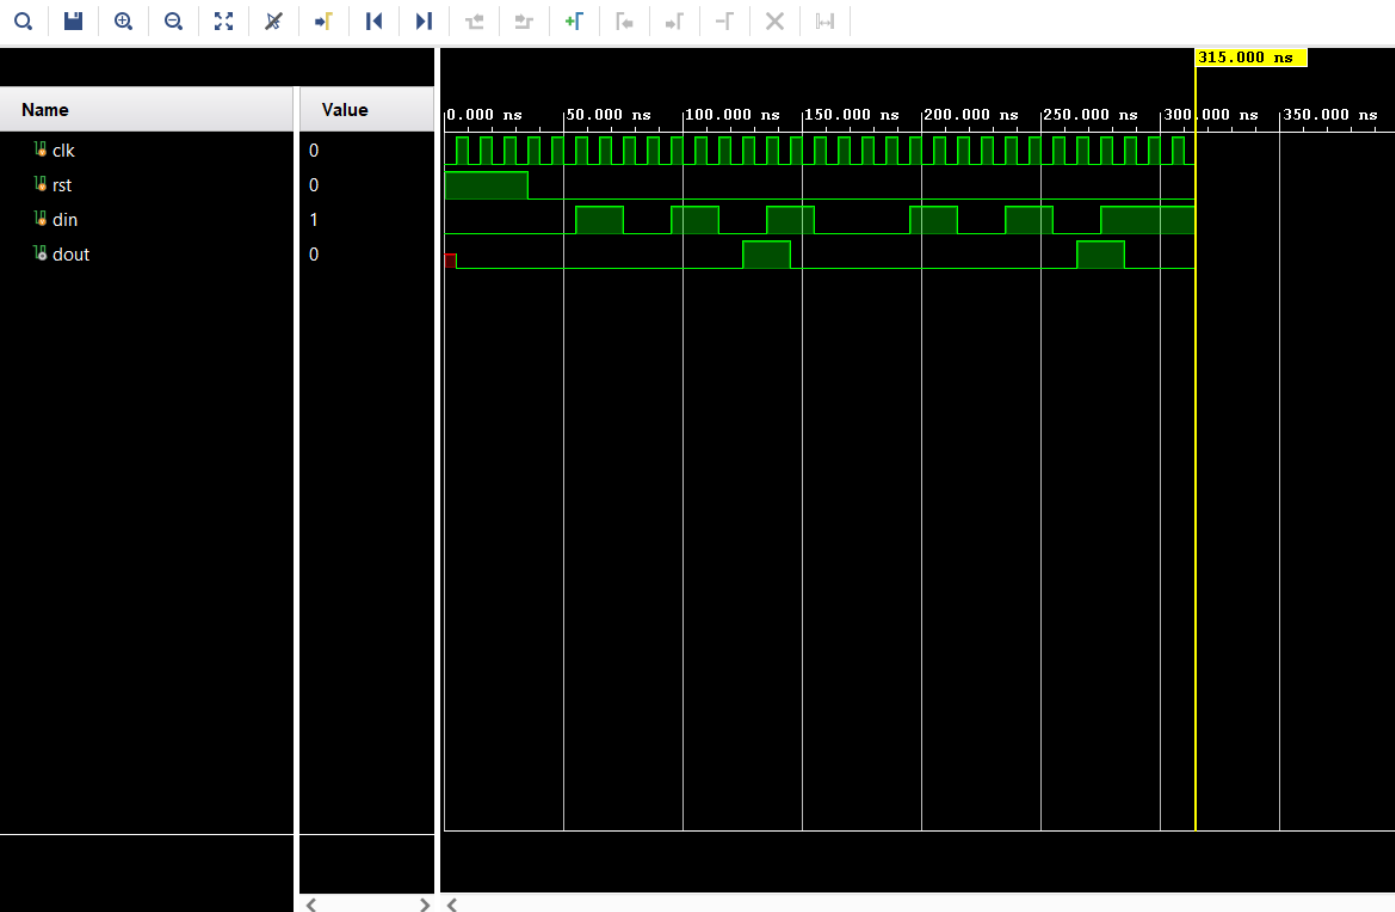 315.000 ns
Name Value
0.000 ns 50.000 ns 100.000 ns 150.000 ns 200.000 ns 250.000 ns 300.000 ns 350.000 ns
clk 0
rst 0
din 1
dout 0